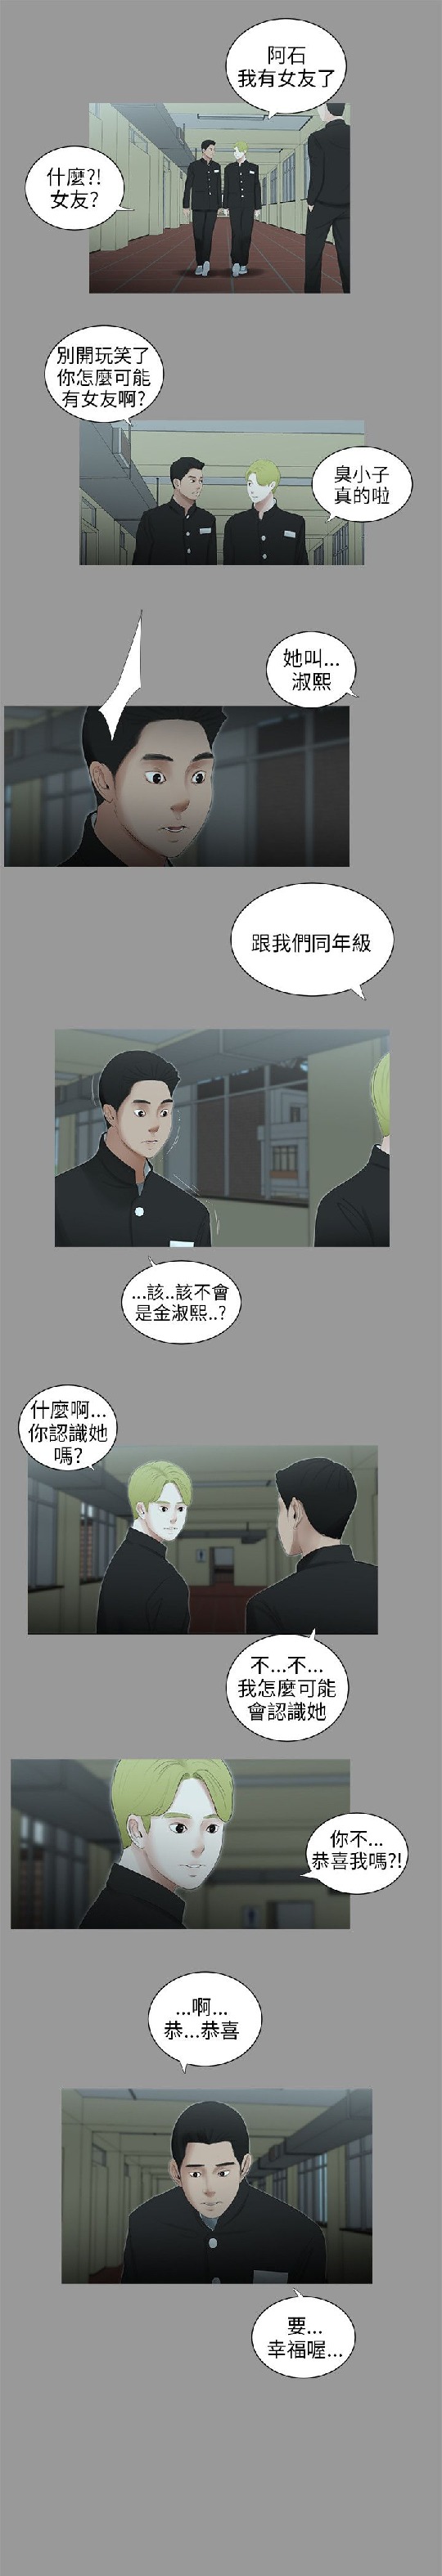 阿石
我有女友了
什麼?!
女友?
別開玩笑了
你怎麼可能
有女友啊?
臭小子
真的啦
她叫...
淑熙
跟我們同年級
...該..該不會
是金淑熙..?
什麼啊...
你認識她
嗎?
不...不...
我怎麼可能
會認識她
你不...
恭喜我嗎?!
...啊...
恭...恭喜
要...
幸福喔...